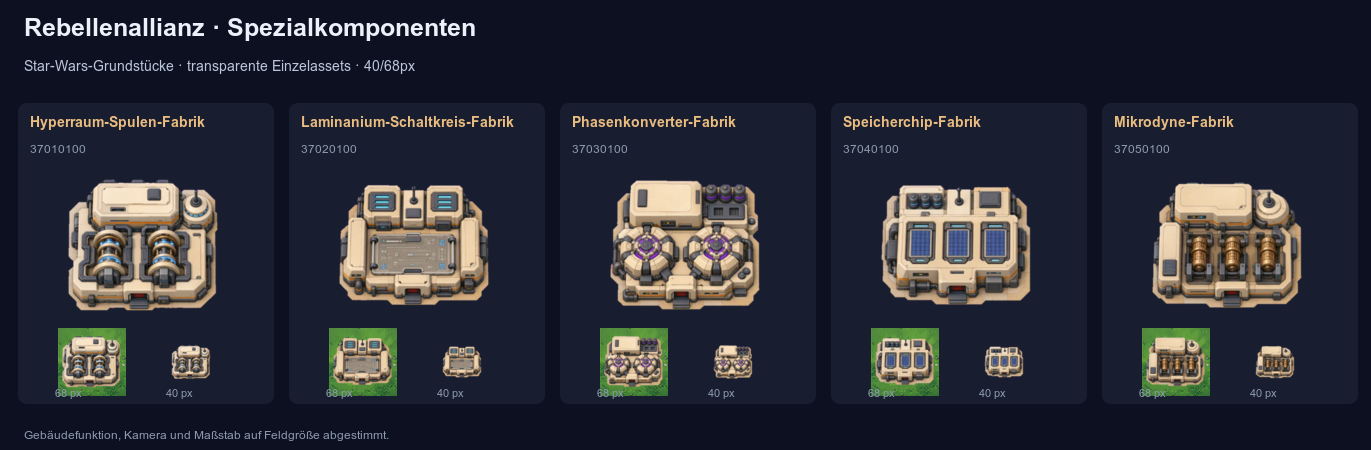 Rebellenallianz · Spezialkomponenten
Star-Wars-Grundstücke · transparente Einzelassets · 40/68px
Hyperraum-Spulen-Fabrik
37010100
68 px
40 px
Laminanium-Schaltkreis-Fabrik
37020100
68 px
40 px
Phasenkonverter-Fabrik
37030100
68 px
40 px
Speicherchip-Fabrik
37040100
68 px
40 px
Mikrodyne-Fabrik
37050100
68 px
40 px
Gebäudefunktion, Kamera und Maßstab auf Feldgröße abgestimmt.